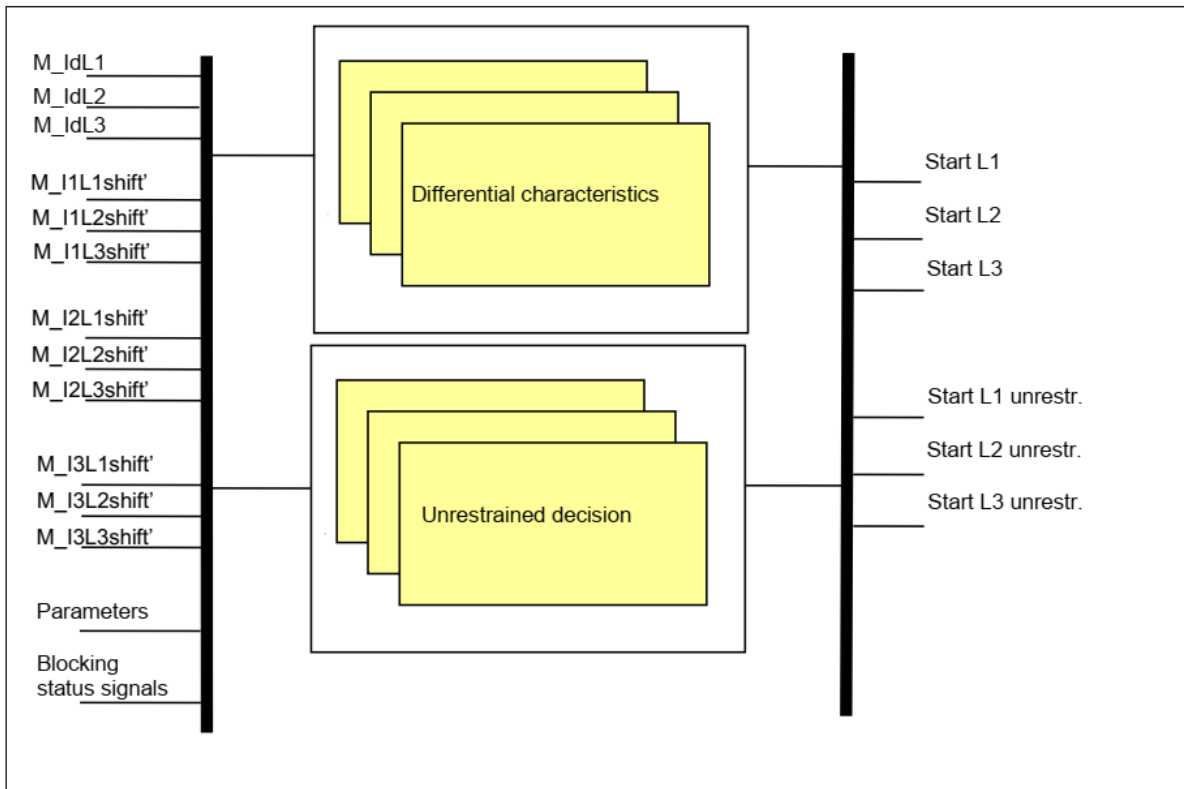 M_IdL1
M_IdL2
M_IdL3
M_I1L1shift’
M_I1L2shift’
M_I1L3shift’
M_I2L1shift’
M_I2L2shift’
M_I2L3shift’
M_I3L1shift’
M_I3L2shift’
M_I3L3shift’
Parameters
Blocking
status signals
Differential characteristics
Unrestrained decision
Start L1
Start L2
Start L3
Start L1 unrestr.
Start L2 unrestr.
Start L3 unrestr.